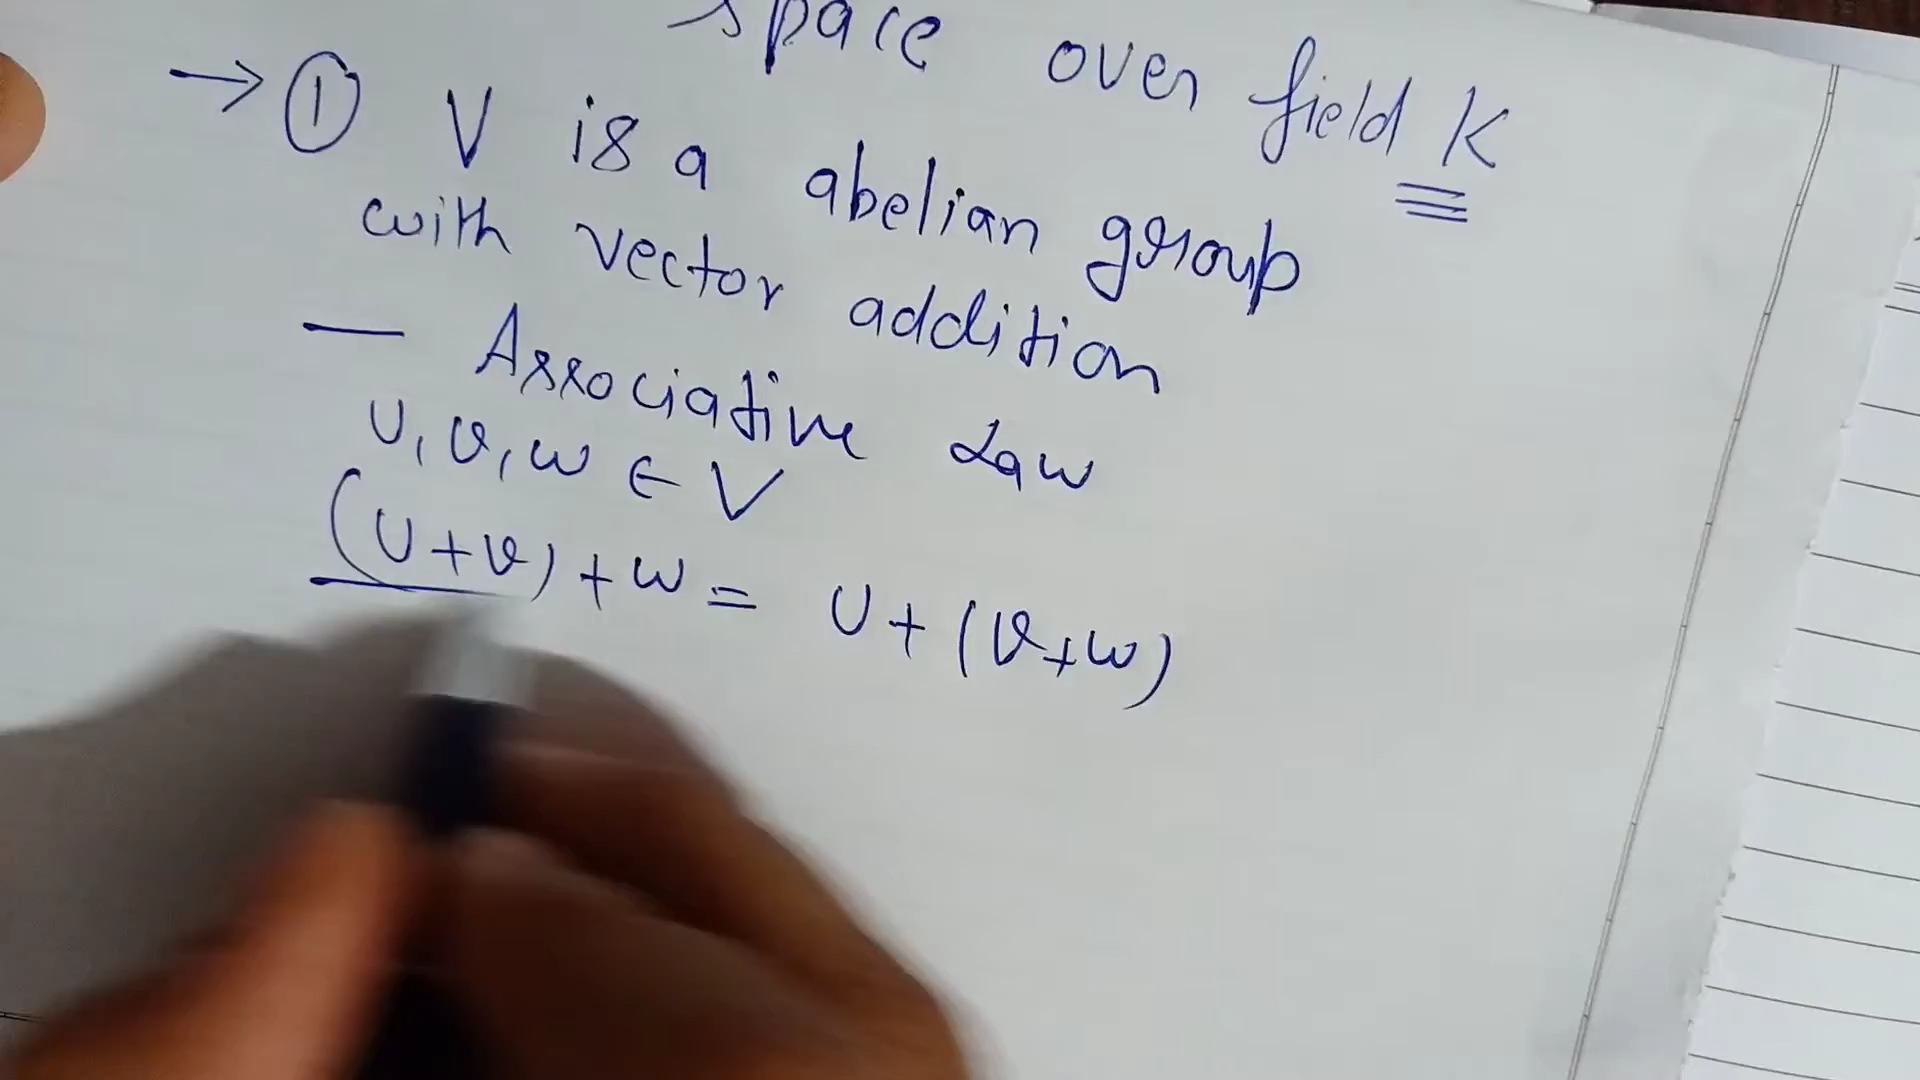 space over field K
→ ① V is a abelian group
with vector addition
— Associative Law
U, v, w ∈ V
(U+v) + w = U + (v+w)